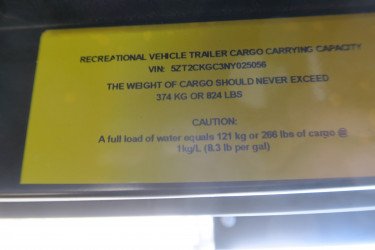 RECREATIONAL VEHICLE TRAILER CARGO CARRYING CAPACITY
VIN: 5ZT2CKGC3NY025056
THE WEIGHT OF CARGO SHOULD NEVER EXCEED
374 KG OR 824 LBS
CAUTION:
A full load of water equals 121 kg or 266 lbs of cargo @
1kg/L (8.3 lb per gal)